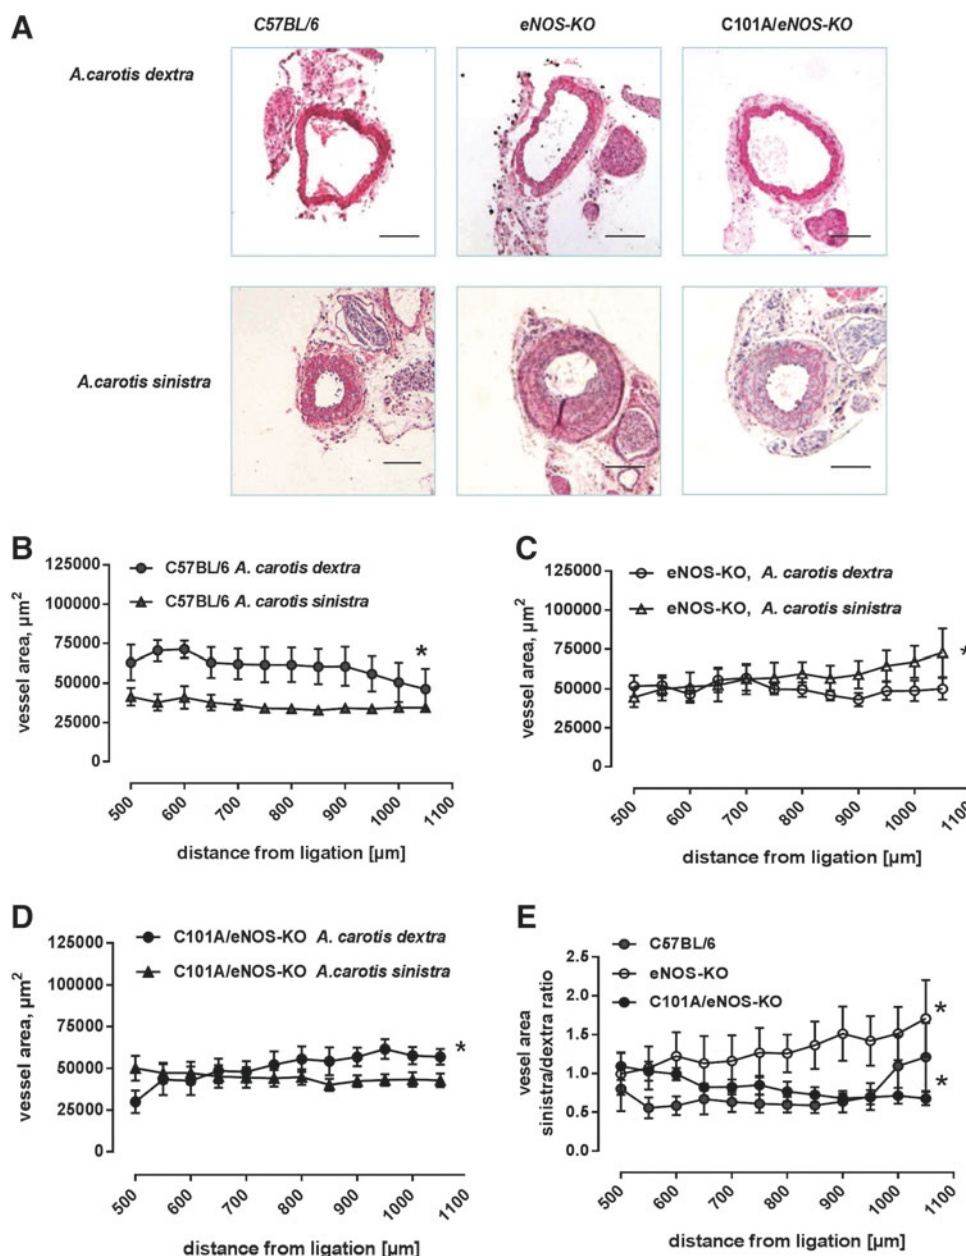 A
C57BL/6 eNOS-KO C101A/eNOS-KO
A.carotis dextra
A.carotis sinistra
B
125000
100000
75000
50000
25000
0
vessel area, µm²
C57BL/6 A. carotis dextra
C57BL/6 A. carotis sinistra
*
500 600 700 800 900 1000 1100
distance from ligation [µm]
C
125000
100000
75000
50000
25000
0
vessel area, µm²
eNOS-KO, A. carotis dextra
eNOS-KO, A. carotis sinistra
*
500 600 700 800 900 1000 1100
distance from ligation [µm]
D
125000
100000
75000
50000
25000
0
vessel area, µm²
C101A/eNOS-KO A. carotis dextra
C101A/eNOS-KO A.carotis sinistra
*
500 600 700 800 900 1000 1100
distance from ligation [µm]
E
2.5
2.0
1.5
1.0
0.5
0.0
vesel area
sinistra/dextra ratio
C57BL/6
eNOS-KO
C101A/eNOS-KO
*
*
500 600 700 800 900 1000 1100
distance from ligation [µm]